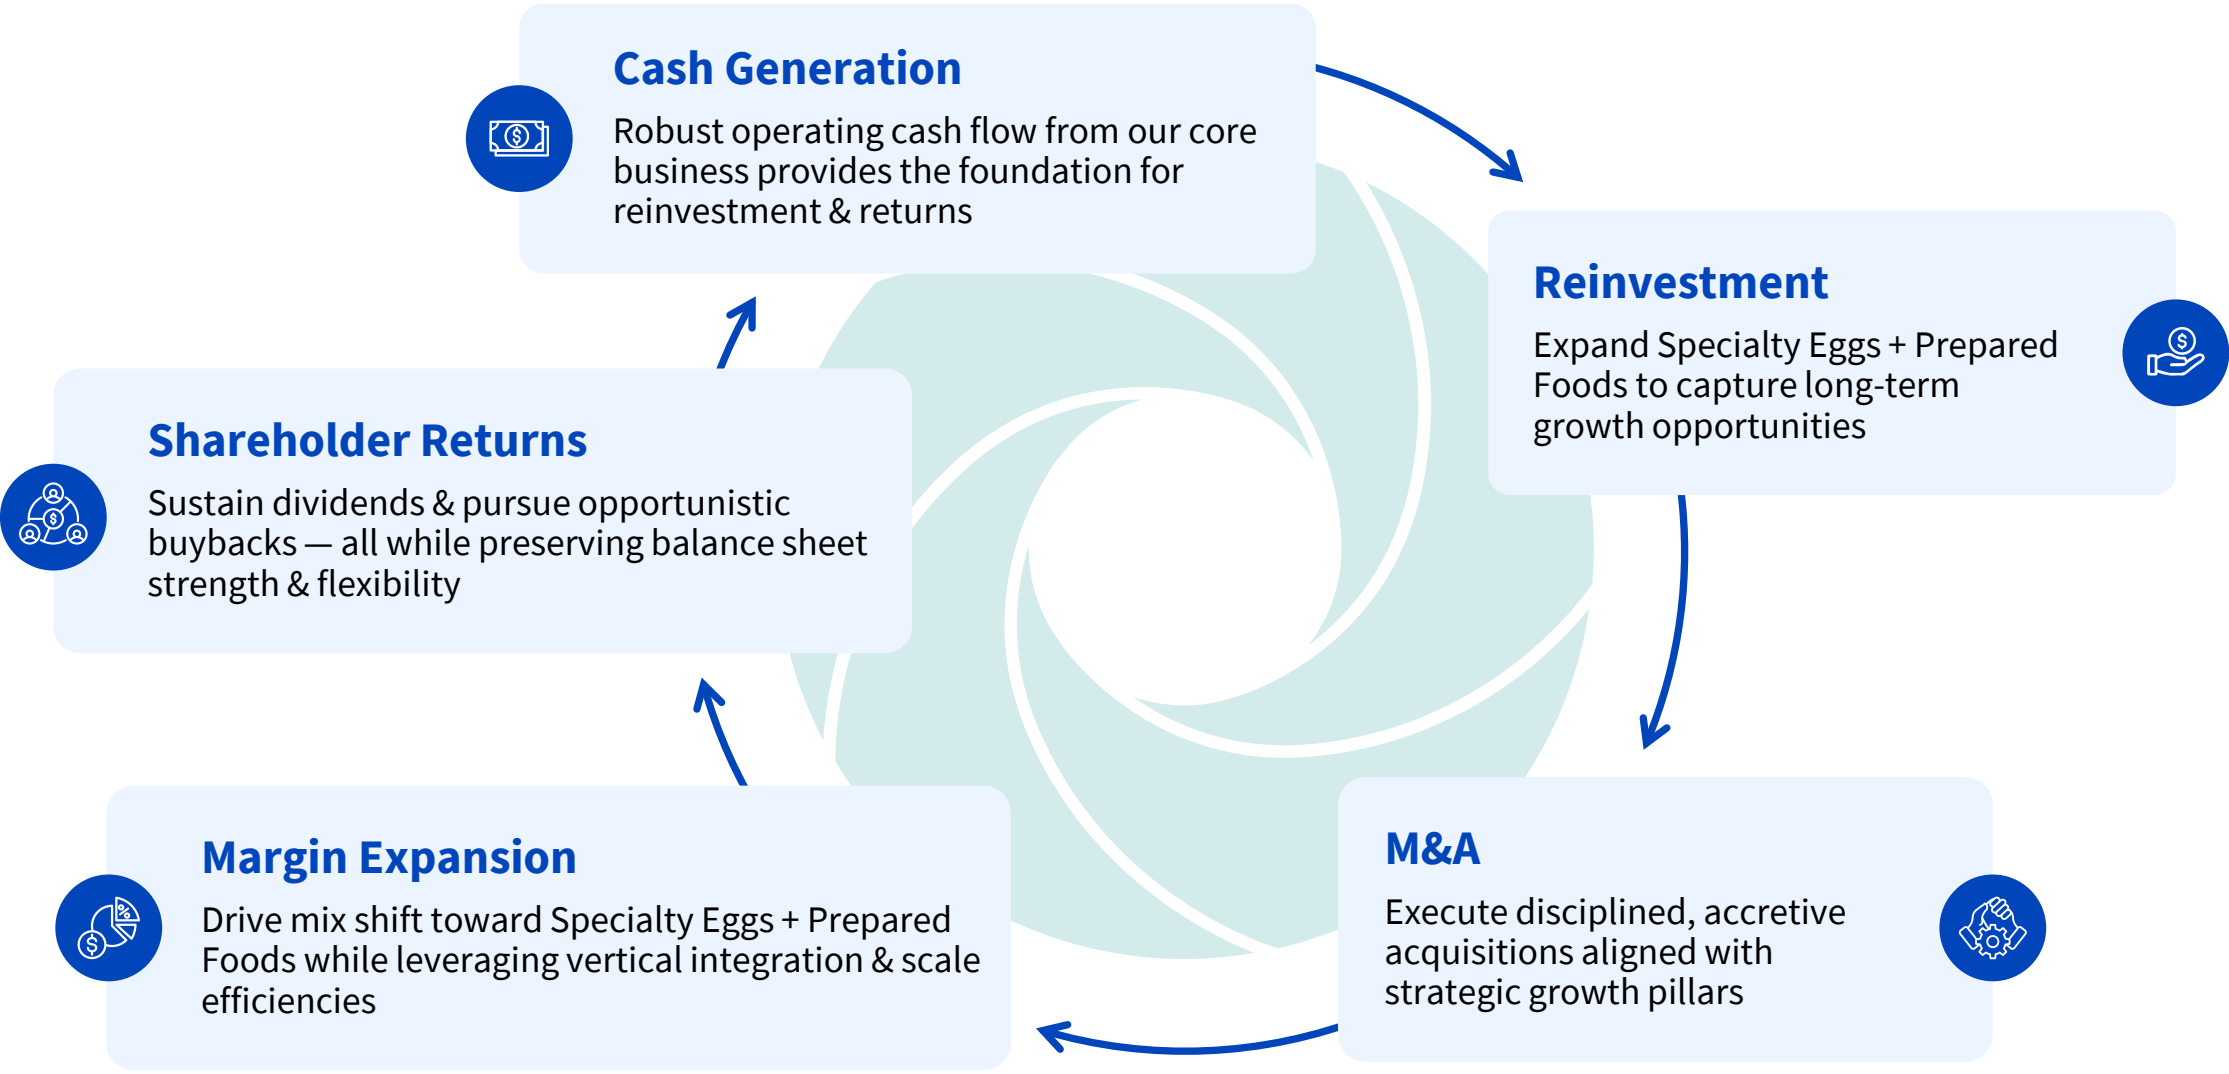 Cash Generation
Robust operating cash flow from our core
business provides the foundation for
reinvestment & returns
Reinvestment
Expand Specialty Eggs + Prepared
Foods to capture long-term
growth opportunities
M&A
Execute disciplined, accretive
acquisitions aligned with
strategic growth pillars
Margin Expansion
Drive mix shift toward Specialty Eggs + Prepared
Foods while leveraging vertical integration & scale
efficiencies
Shareholder Returns
Sustain dividends & pursue opportunistic
buybacks — all while preserving balance sheet
strength & flexibility